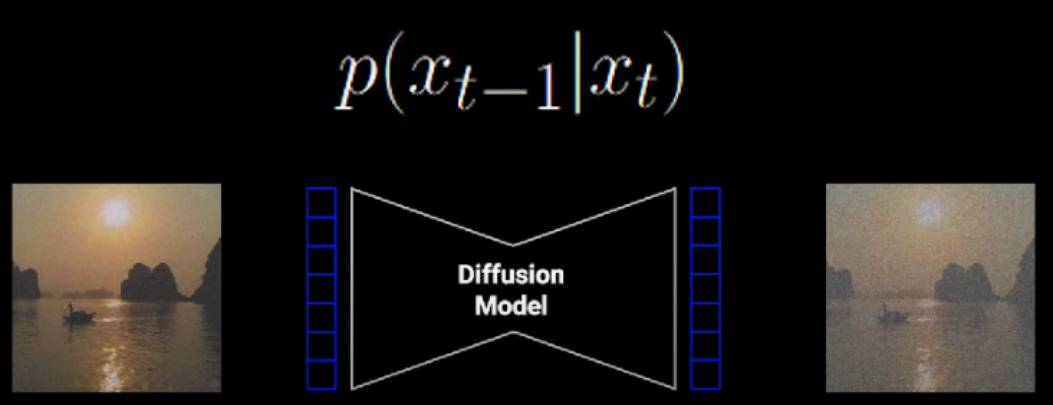 p(x_{t-1}|x_t)
Diffusion
Model